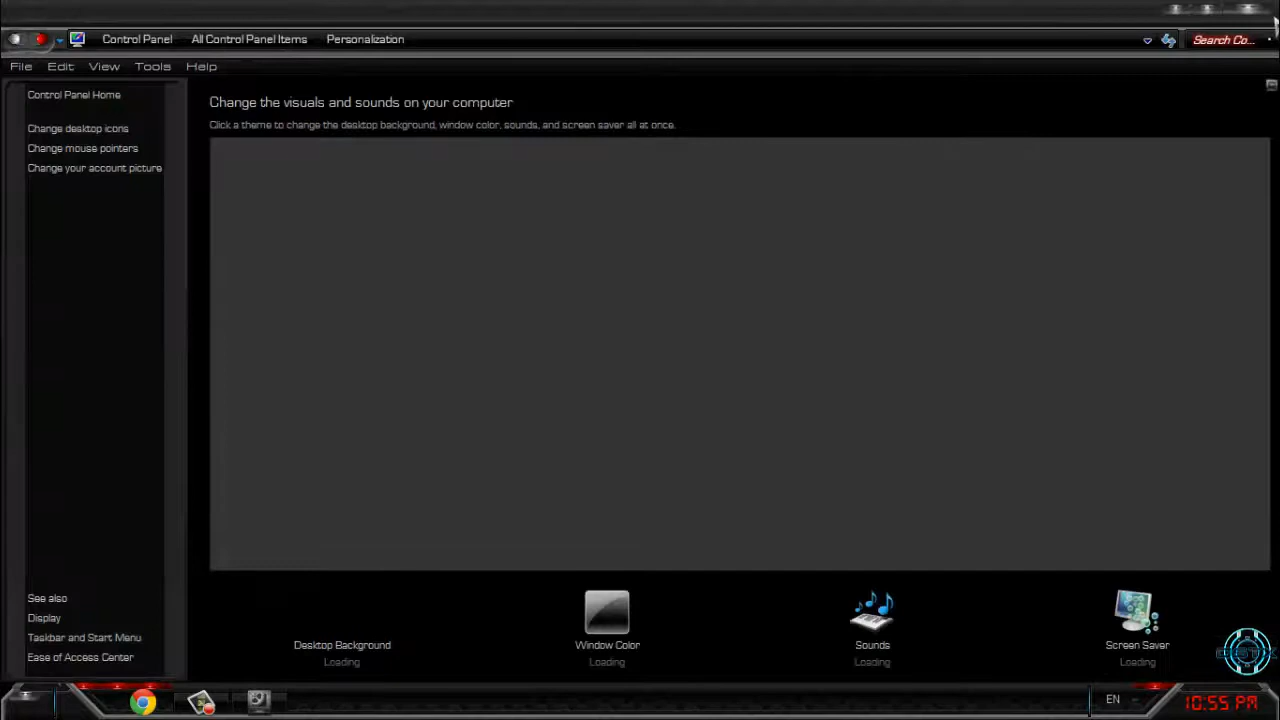 Control Panel All Control Panel Items Personalization Search Co...
File Edit View Tools Help
Control Panel Home
Change desktop icons
Change mouse pointers
Change your account picture
Change the visuals and sounds on your computer
Click a theme to change the desktop background, window color, sounds, and screen saver all at once.
Desktop Background
Loading
Window Color
Loading
Sounds
Loading
Screen Saver
Loading
See also
Display
Taskbar and Start Menu
Ease of Access Center
EN
10:55 PM